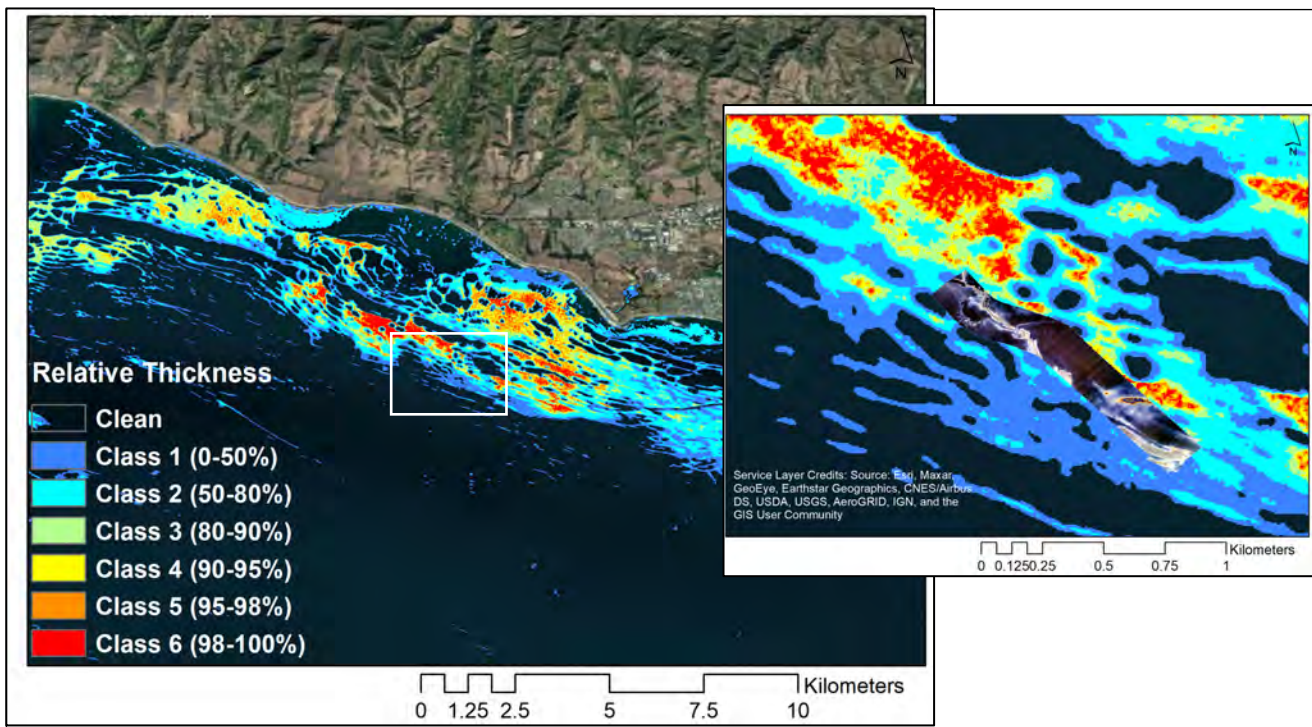 N
Relative Thickness
Clean
Class 1 (0-50%)
Class 2 (50-80%)
Class 3 (80-90%)
Class 4 (90-95%)
Class 5 (95-98%)
Class 6 (98-100%)
Kilometers
0 1.25 2.5 5 7.5 10
N
Service Layer Credits: Source: Esri, Maxar,
GeoEye, Earthstar Geographics, CNES/Airbus
DS, USDA, USGS, AeroGRID, IGN, and the
GIS User Community
Kilometers
0 0.1250.25 0.5 0.75 1